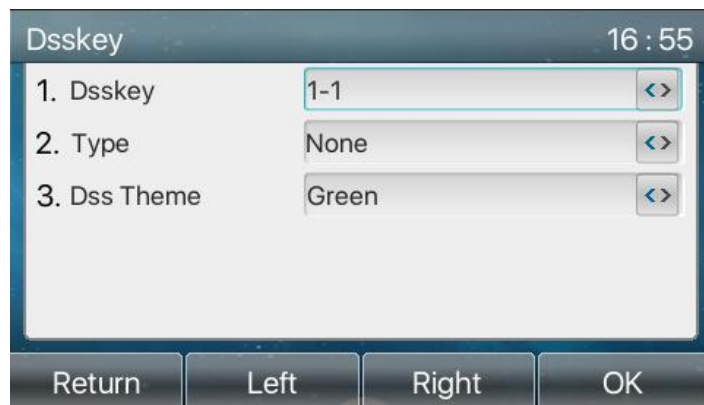 Dsskey 16 : 55
1. Dsskey 1-1 <>
2. Type None <>
3. Dss Theme Green <>
Return Left Right OK